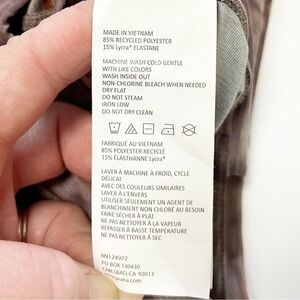 MADE IN VIETNAM
85% RECYCLED POLYESTER
15% Lycra® ELASTANE
MACHINE WASH COLD GENTLE
WITH LIKE COLORS
WASH INSIDE OUT
NON-CHLORINE BLEACH WHEN NEEDED
DRY FLAT
DO NOT STEAM
IRON LOW
DO NOT DRY CLEAN
FABRIQUÉ AU VIETNAM
85% POLYESTER RECYCLÉ
15% ÉLASTHANNE Lycra®
LAVER À MACHINE À FROID, CYCLE
DÉLICAT
AVEC DES COULEURS SIMILAIRES
LAVER À L'ENVERS
UTILISER SEULEMENT UN AGENT DE
BLANCHIMENT NON CHLORÉ AU BESOIN
FAIRE SÉCHER À PLAT
NE PAS NETTOYER À LA VAPEUR
REPASSER À BASSE TEMPÉRATURE
NE PAS NETTOYER À SEC
RN124977
PO BOX 130430
CARLSBAD, CA 92013